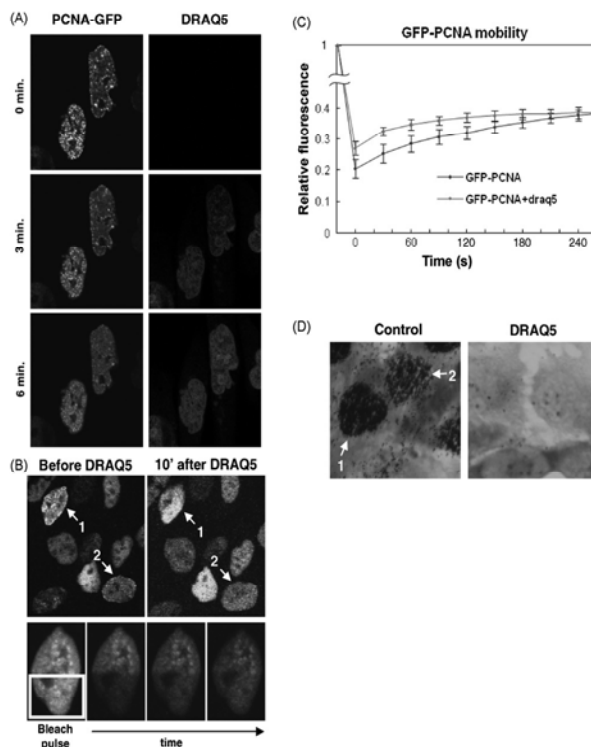 (A)
PCNA-GFP DRAQ5
0 min.
3 min.
6 min.
(B)
Before DRAQ5 10' after DRAQ5
1
2
1
2
Bleach pulse
time
(C)
GFP-PCNA mobility
Relative fluorescence
1
0.4
0.3
0.2
0.1
0
GFP-PCNA
GFP-PCNA+draq5
0 60 120 180 240
Time (s)
(D)
Control DRAQ5
1
2